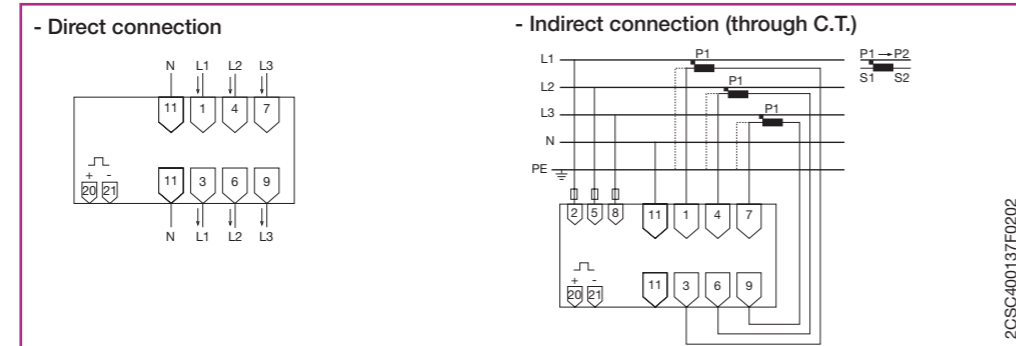 - Direct connection
N L1 L2 L3
11 1 4 7
+ -
20 21
11 3 6 9
N L1 L2 L3
- Indirect connection (through C.T.)
L1 P1
L2 P1
L3 P1
N
PE
P1 → P2
S1 S2
2 5 8 11 1 4 7
+ -
20 21
11 3 6 9
2CSC400137F0202